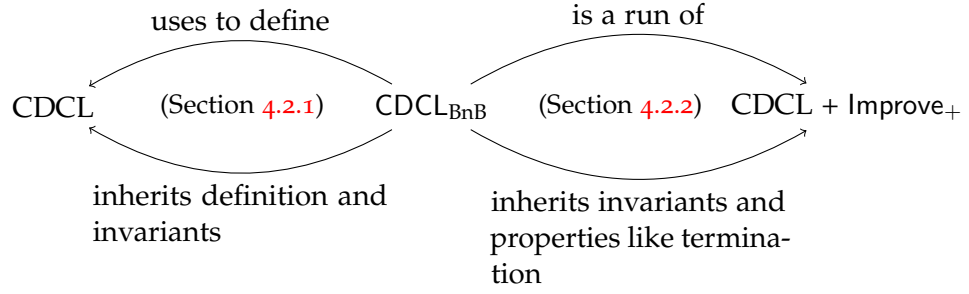 uses to define
is a run of
CDCL (Section 4.2.1) CDCL_BnB (Section 4.2.2) CDCL + Improve_+
inherits definition and
invariants
inherits invariants and
properties like termina-
tion